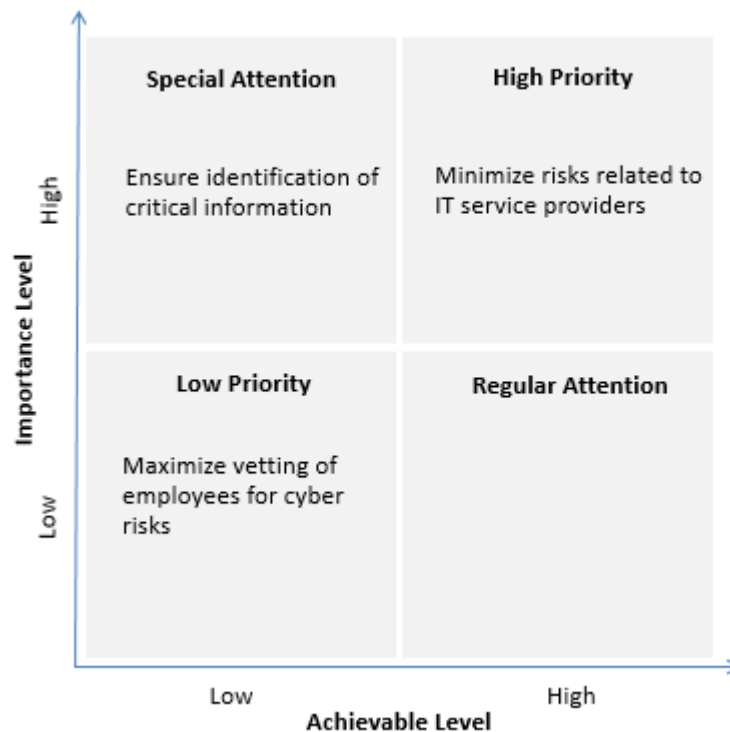 Special Attention
High Priority
Ensure identification of
critical information
Minimize risks related to
IT service providers
High
Importance Level
Low Priority
Regular Attention
Maximize vetting of
employees for cyber
risks
Low
Low
High
Achievable Level